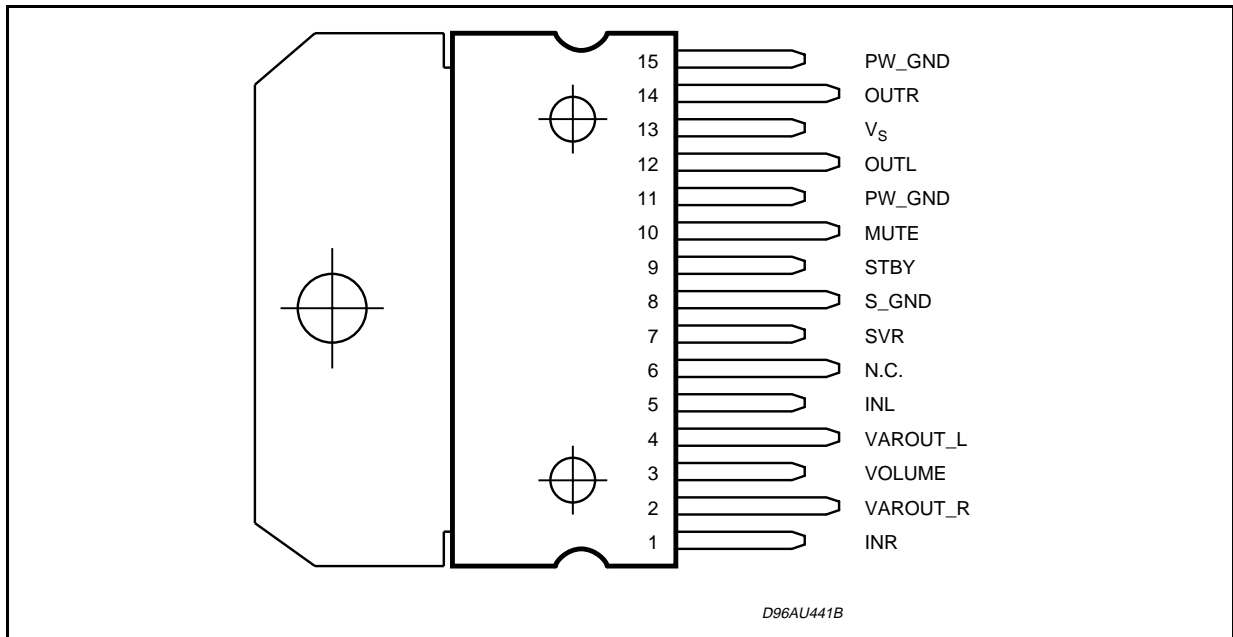 15 PW_GND
14 OUTR
13 VS
12 OUTL
11 PW_GND
10 MUTE
9 STBY
8 S_GND
7 SVR
6 N.C.
5 INL
4 VAROUT_L
3 VOLUME
2 VAROUT_R
1 INR
D96AU441B